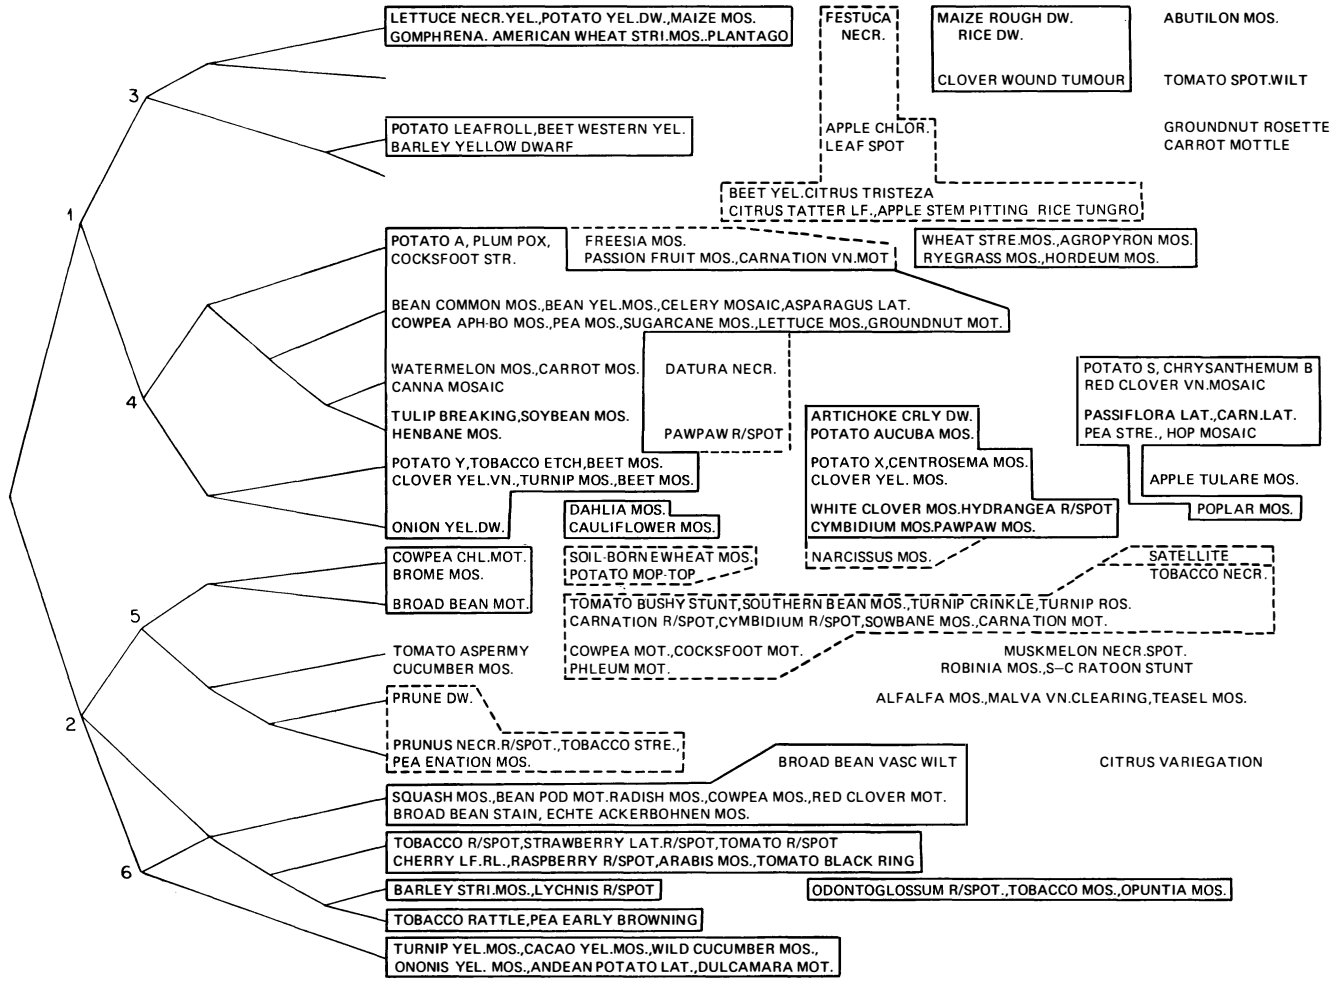 LETTUCE NECR.YEL.,POTATO YEL.DW.,MAIZE MOS.
GOMPHRENA. AMERICAN WHEAT STRI.MOS..PLANTAGO
FESTUCA
NECR.
MAIZE ROUGH DW.
RICE DW.
ABUTILON MOS.
CLOVER WOUND TUMOUR
TOMATO SPOT.WILT
3
POTATO LEAFROLL,BEET WESTERN YEL.
BARLEY YELLOW DWARF
APPLE CHLOR.
LEAF SPOT
GROUNDNUT ROSETTE
CARROT MOTTLE
BEET YEL.CITRUS TRISTEZA
CITRUS TATTER LF.,APPLE STEM PITTING RICE TUNGRO
1
POTATO A, PLUM POX,
COCKSFOOT STR.
FREESIA MOS.
PASSION FRUIT MOS.,CARNATION VN.MOT
WHEAT STRE.MOS.,AGROPYRON MOS.
RYEGRASS MOS.,HORDEUM MOS.
BEAN COMMON MOS.,BEAN YEL.MOS.,CELERY MOSAIC,ASPARAGUS LAT.
COWPEA APH-BO MOS.,PEA MOS.,SUGARCANE MOS.,LETTUCE MOS.,GROUNDNUT MOT.
WATERMELON MOS.,CARROT MOS.
CANNA MOSAIC
DATURA NECR.
POTATO S, CHRYSANTHEMUM B
RED CLOVER VN.MOSAIC
4
TULIP BREAKING,SOYBEAN MOS.
HENBANE MOS.
PAWPAW R/SPOT
ARTICHOKE CRLY DW.
POTATO AUCUBA MOS.
PASSIFLORA LAT.,CARN.LAT.
PEA STRE., HOP MOSAIC
POTATO Y,TOBACCO ETCH,BEET MOS.
CLOVER YEL.VN.,TURNIP MOS.,BEET MOS.
POTATO X,CENTROSEMA MOS.
CLOVER YEL. MOS.
APPLE TULARE MOS.
ONION YEL.DW.
DAHLIA MOS.
CAULIFLOWER MOS.
WHITE CLOVER MOS.HYDRANGEA R/SPOT
CYMBIDIUM MOS.PAWPAW MOS.
POPLAR MOS.
COWPEA CHL.MOT.
BROME MOS.
SOIL-BORNEWHEAT MOS.
POTATO MOP-TOP
NARCISSUS MOS.
SATELLITE
TOBACCO NECR.
BROAD BEAN MOT.
TOMATO BUSHY STUNT,SOUTHERN BEAN MOS.,TURNIP CRINKLE,TURNIP ROS.
CARNATION R/SPOT,CYMBIDIUM R/SPOT,SOWBANE MOS.,CARNATION MOT.
5
TOMATO ASPERMY
CUCUMBER MOS.
COWPEA MOT.,COCKSFOOT MOT.
PHLEUM MOT.
MUSKMELON NECR.SPOT.
ROBINIA MOS.,S–C RATOON STUNT
PRUNE DW.
ALFALFA MOS.,MALVA VN.CLEARING,TEASEL MOS.
2
PRUNUS NECR.R/SPOT.,TOBACCO STRE.,
PEA ENATION MOS.
BROAD BEAN VASC WILT
CITRUS VARIEGATION
SQUASH MOS.,BEAN POD MOT.RADISH MOS.,COWPEA MOS.,RED CLOVER MOT.
BROAD BEAN STAIN, ECHTE ACKERBOHNEN MOS.
TOBACCO R/SPOT,STRAWBERRY LAT.R/SPOT,TOMATO R/SPOT
CHERRY LF.RL.,RASPBERRY R/SPOT,ARABIS MOS.,TOMATO BLACK RING
6
BARLEY STRI.MOS.,LYCHNIS R/SPOT
ODONTOGLOSSUM R/SPOT.,TOBACCO MOS.,OPUNTIA MOS.
TOBACCO RATTLE,PEA EARLY BROWNING
TURNIP YEL.MOS.,CACAO YEL.MOS.,WILD CUCUMBER MOS.,
ONONIS YEL. MOS.,ANDEAN POTATO LAT.,DULCAMARA MOT.